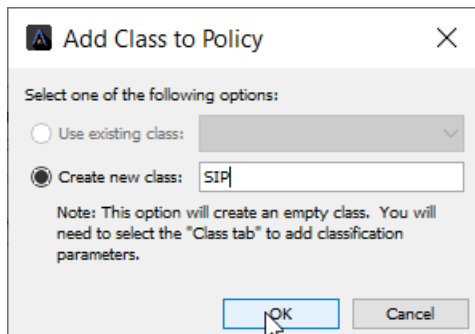 Add Class to Policy
Select one of the following options:
Use existing class:
Create new class: SIP
Note: This option will create an empty class. You will
need to select the "Class tab" to add classification
parameters.
OK Cancel